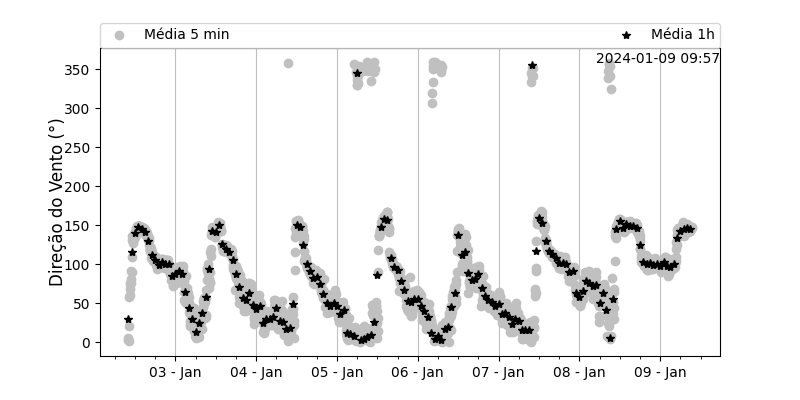 Média 5 min
Média 1h
2024-01-09 09:57
Direção do Vento (°)
350
300
250
200
150
100
50
0
03 - Jan
04 - Jan
05 - Jan
06 - Jan
07 - Jan
08 - Jan
09 - Jan